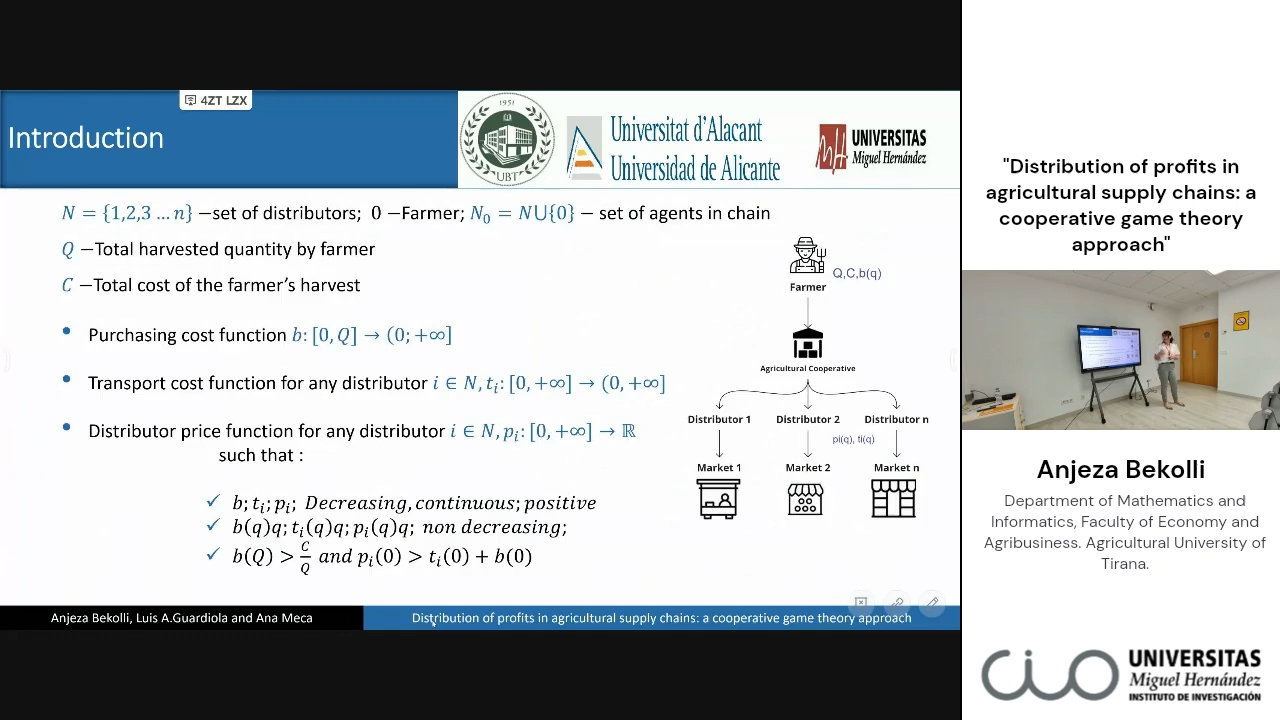 4ZT LZX
Introduction
1951
UBT
Universitat d'Alacant
Universidad de Alicante
UNIVERSITAS
Miguel Hernández
N = {1,2,3 … n} −set of distributors; 0 −Farmer; N₀ = N⋃{0} − set of agents in chain
Q −Total harvested quantity by farmer
C −Total cost of the farmer's harvest
• Purchasing cost function b: [0, Q] → (0; +∞]
• Transport cost function for any distributor i ∈ N, tᵢ: [0, +∞] → (0, +∞]
• Distributor price function for any distributor i ∈ N, pᵢ: [0, +∞] → ℝ
such that :
✓ b; tᵢ; pᵢ; Decreasing, continuous; positive
✓ b(q)q; tᵢ(q)q; pᵢ(q)q; non decreasing;
✓ b(Q) > C/Q and pᵢ(0) > tᵢ(0) + b(0)
Q,C,b(q)
Farmer
Agricultural Cooperative
Distributor 1 Distributor 2 Distributor n
pi(q), ti(q)
Market 1 Market 2 Market n
Anjeza Bekolli, Luis A.Guardiola and Ana Meca
Distribution of profits in agricultural supply chains: a cooperative game theory approach
"Distribution of profits in
agricultural supply chains: a
cooperative game theory
approach"
Anjeza Bekolli
Department of Mathematics and
Informatics, Faculty of Economy and
Agribusiness. Agricultural University of
Tirana.
CIO
UNIVERSITAS
Miguel Hernández
INSTITUTO DE INVESTIGACIÓN